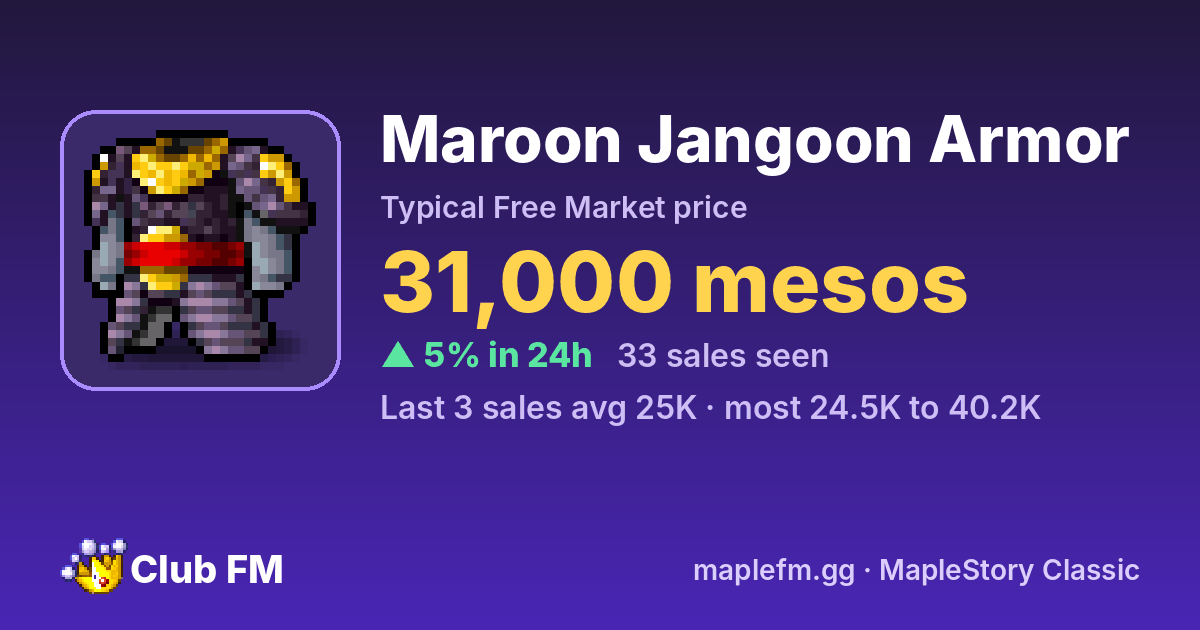 Maroon Jangoon Armor
Typical Free Market price
31,000 mesos
▲ 5% in 24h 33 sales seen
Last 3 sales avg 25K · most 24.5K to 40.2K
Club FM
maplefm.gg · MapleStory Classic